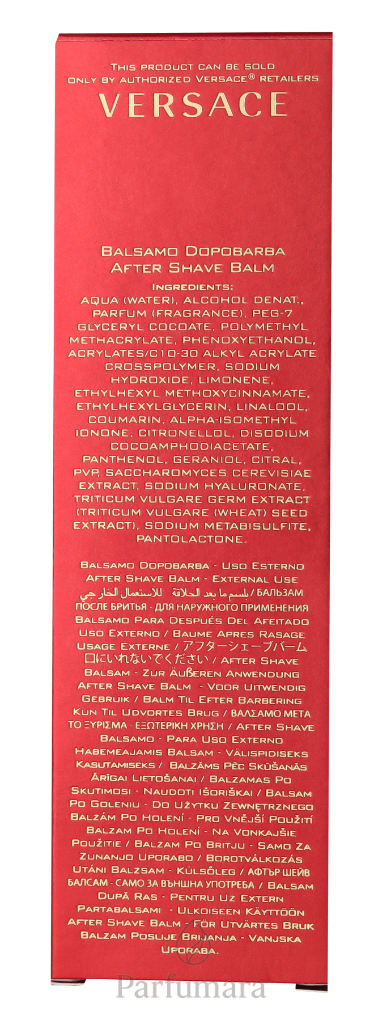 THIS PRODUCT CAN BE SOLD
ONLY BY AUTHORIZED VERSACE® RETAILERS
VERSACE
BALSAMO DOPOBARBA
AFTER SHAVE BALM
INGREDIENTS:
AQUA (WATER), ALCOHOL DENAT.,
PARFUM (FRAGRANCE), PEG-7
GLYCERYL COCOATE, POLYMETHYL
METHACRYLATE, PHENOXYETHANOL,
ACRYLATES/C10-30 ALKYL ACRYLATE
CROSSPOLYMER, SODIUM
HYDROXIDE, LIMONENE,
ETHYLHEXYL METHOXYCINNAMATE,
ETHYLHEXYLGLYCERIN, LINALOOL,
COUMARIN, ALPHA-ISOMETHYL
IONONE, CITRONELLOL, DISODIUM
COCOAMPHODIACETATE,
PANTHENOL, GERANIOL, CITRAL,
PVP, SACCHAROMYCES CEREVISIAE
EXTRACT, SODIUM HYALURONATE,
TRITICUM VULGARE GERM EXTRACT
(TRITICUM VULGARE (WHEAT) SEED
EXTRACT), SODIUM METABISULFITE,
PANTOLACTONE.
BALSAMO DOPOBARBA - USO ESTERNO
AFTER SHAVE BALM - EXTERNAL USE
بلسم ما بعد الحلاقة للاستعمال الخارجي / БАЛЬЗАМ
ПОСЛЕ БРИТЬЯ - ДЛЯ НАРУЖНОГО ПРИМЕНЕНИЯ
BALSAMO PARA DESPUÉS DEL AFEITADO
USO EXTERNO / BAUME APRES RASAGE
USAGE EXTERNE / アフターシェーブバーム
口にいれないでください / AFTER SHAVE
BALSAM - ZUR ÄUßEREN ANWENDUNG
AFTER SHAVE BALM - VOOR UITWENDIG
GEBRUIK / BALM TIL EFTER BARBERING
KUN TIL UDVORTES BRUG / ΒΑΛΣΑΜΟ ΜΕΤΑ
ΤΟ ΞΥΡΙΣΜΑ - ΕΞΩΤΕΡΙΚΗ ΧΡΗΣΗ / AFTER SHAVE
BALSAMO - PARA USO EXTERNO
HABEMEAJAMIS BALSAM - VÄLISPIDISEKS
KASUTAMISEKS / BALZĀMS PĒC SKŪŠANĀS
ĀRĪGAI LIETOŠANAI / BALZAMAS PO
SKUTIMOSI - NAUDOTI IŠORIŠKAI / BALSAM
PO GOLENIU - DO UŻYTKU ZEWNĘTRZNEGO
BALZÁM PO HOLENÍ - PRO VNĚJŠÍ POUŽITÍ
BALZAM PO HOLENÍ - NA VONKAJŠIE
POUŽITIE / BALZAM PO BRITJU - SAMO ZA
ZUNANJO UPORABO / BOROTVÁLKOZÁS
UTÁNI BALZSAM - KÜLSŐLEG / АФТЪР ШЕЙВ
БАЛСАМ - САМО ЗА ВЪНШНА УПОТРЕБА / BALSAM
DUPĂ RAS - PENTRU UZ EXTERN
PARTABALSAMI - ULKOISEEN KÄYTTÖÖN
AFTER SHAVE BALM - FÖR UTVÄRTES BRUK
BALZAM POSLIJE BRIJANJA - VANJSKA
UPORABA.
Parfumara